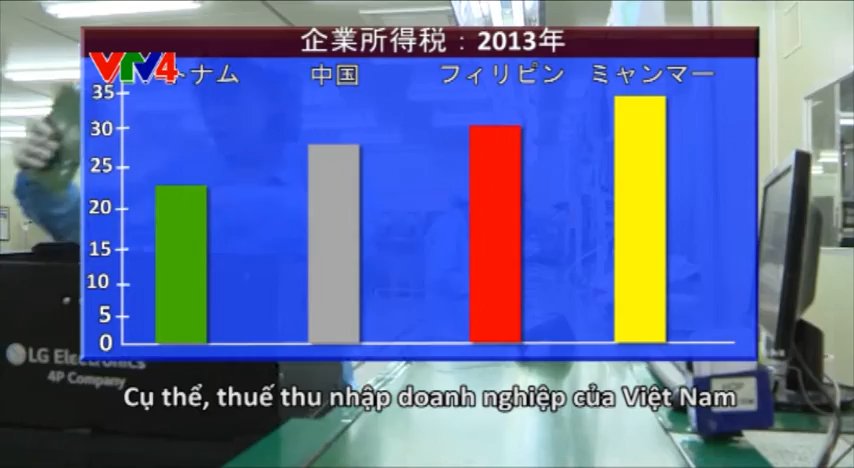 企業所得税：2013年
VTV4
トナム 中国 フィリピン ミャンマー
35
30
25
20
15
10
5
0
LG Electronics
4P Company
Cụ thể, thuế thu nhập doanh nghiệp của Việt Nam